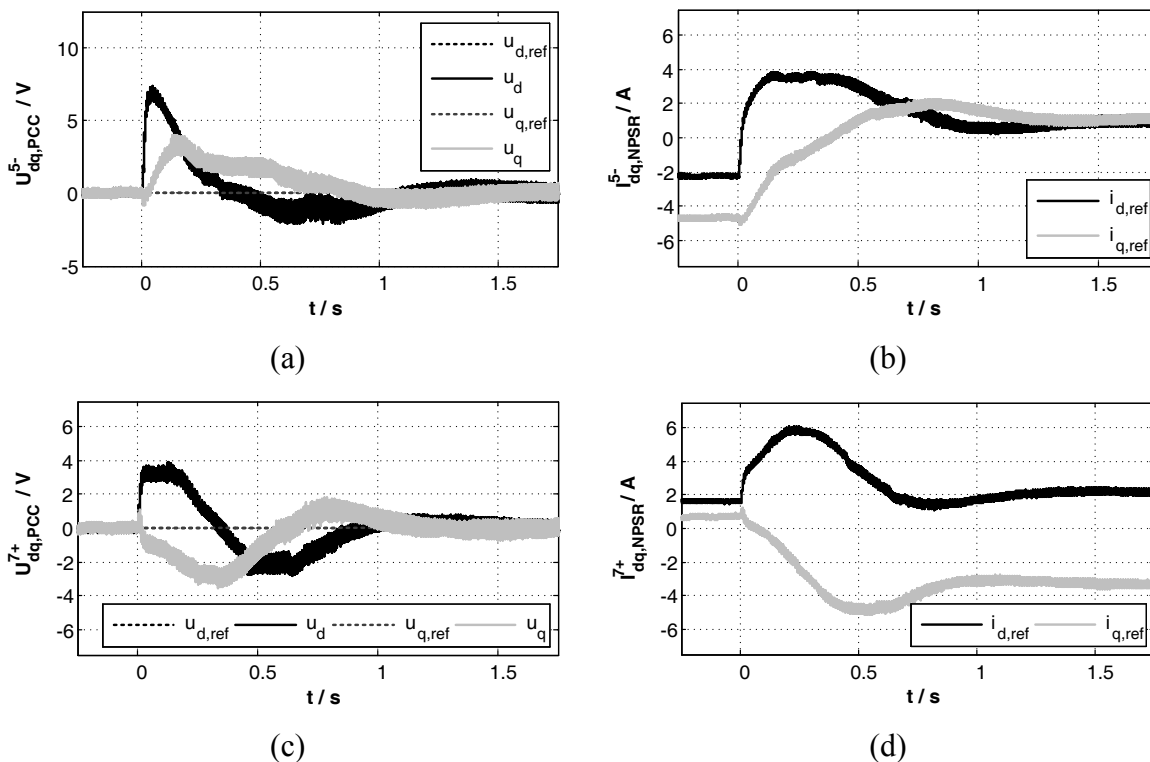 U5-dq,PCC / V
10
5
0
-5
0
0.5
1
1.5
t / s
ud,ref
ud
uq,ref
uq
(a)
I5-dq,NPSR / A
6
4
2
0
-2
-4
-6
0
0.5
1
1.5
t / s
id,ref
iq,ref
(b)
U7+dq,PCC / V
6
4
2
0
-2
-4
-6
0
0.5
1
1.5
t / s
ud,ref ud uq,ref uq
(c)
I7+dq,NPSR / A
6
4
2
0
-2
-4
-6
0
0.5
1
1.5
t / s
id,ref iq,ref
(d)